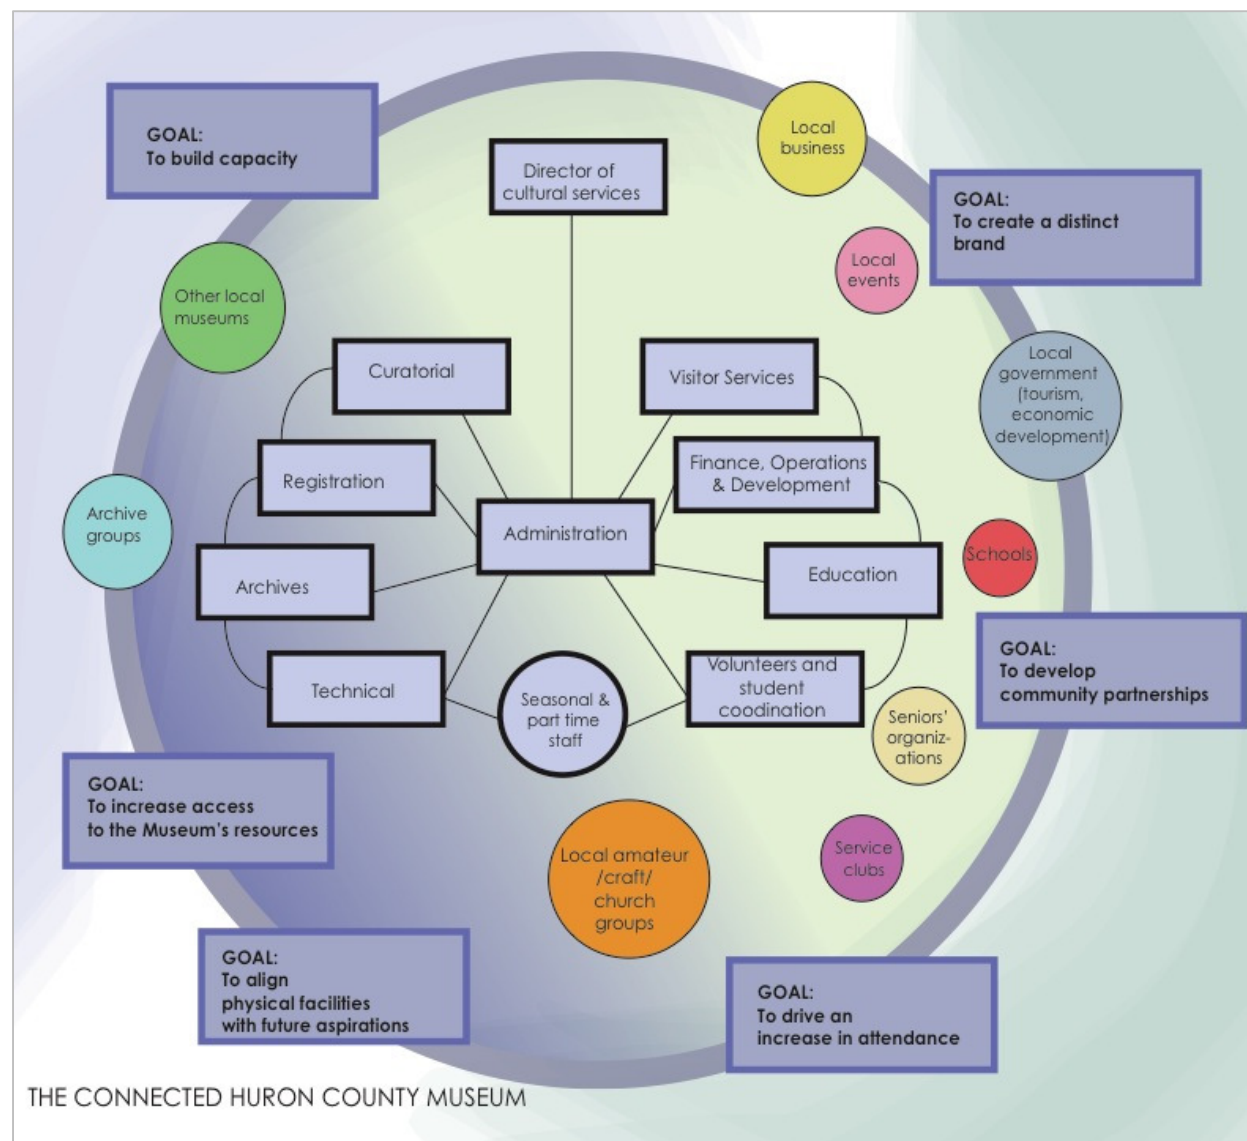 GOAL:
To build capacity
Director of
cultural services
Local
business
GOAL:
To create a distinct
brand
Local
events
Other local
museums
Local
government
(tourism,
economic
development)
Curatorial
Visitor Services
Registration
Finance, Operations
& Development
Archive
groups
Administration
Schools
Archives
Education
GOAL:
To develop
community partnerships
Technical
Seasonal &
part time
staff
Volunteers and
student
coodination
Seniors'
organiz-
ations
GOAL:
To increase access
to the Museum's resources
Local amateur
/craft/
church
groups
Service
clubs
GOAL:
To align
physical facilities
with future aspirations
GOAL:
To drive an
increase in attendance
THE CONNECTED HURON COUNTY MUSEUM